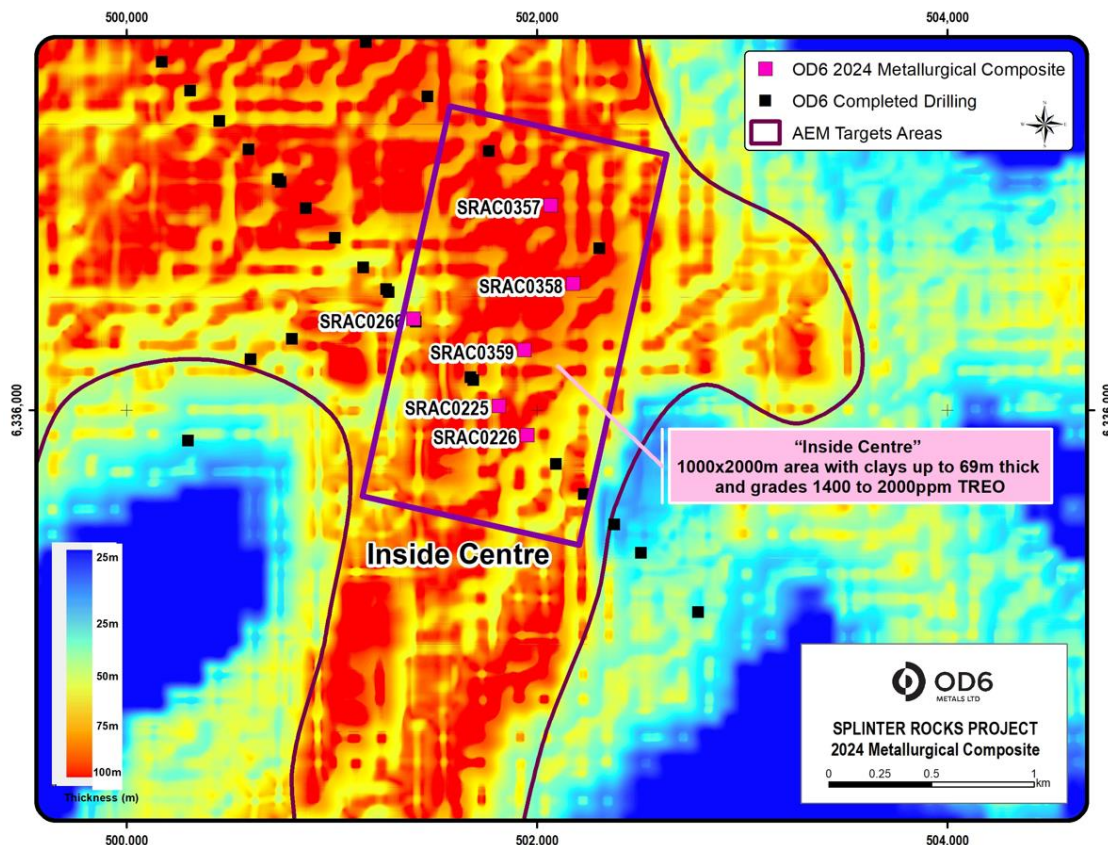 500,000
502,000
504,000
OD6 2024 Metallurgical Composite
OD6 Completed Drilling
AEM Targets Areas
SRAC0357
SRAC0358
SRAC0266
SRAC0359
SRAC0225
SRAC0226
6,336,000
6,336,000
“Inside Centre”
1000x2000m area with clays up to 69m thick
and grades 1400 to 2000ppm TREO
Inside Centre
25m
25m
50m
75m
100m
Thickness (m)
OD6
METALS LTD
SPLINTER ROCKS PROJECT
2024 Metallurgical Composite
0 0.25 0.5 1
km
500,000
502,000
504,000